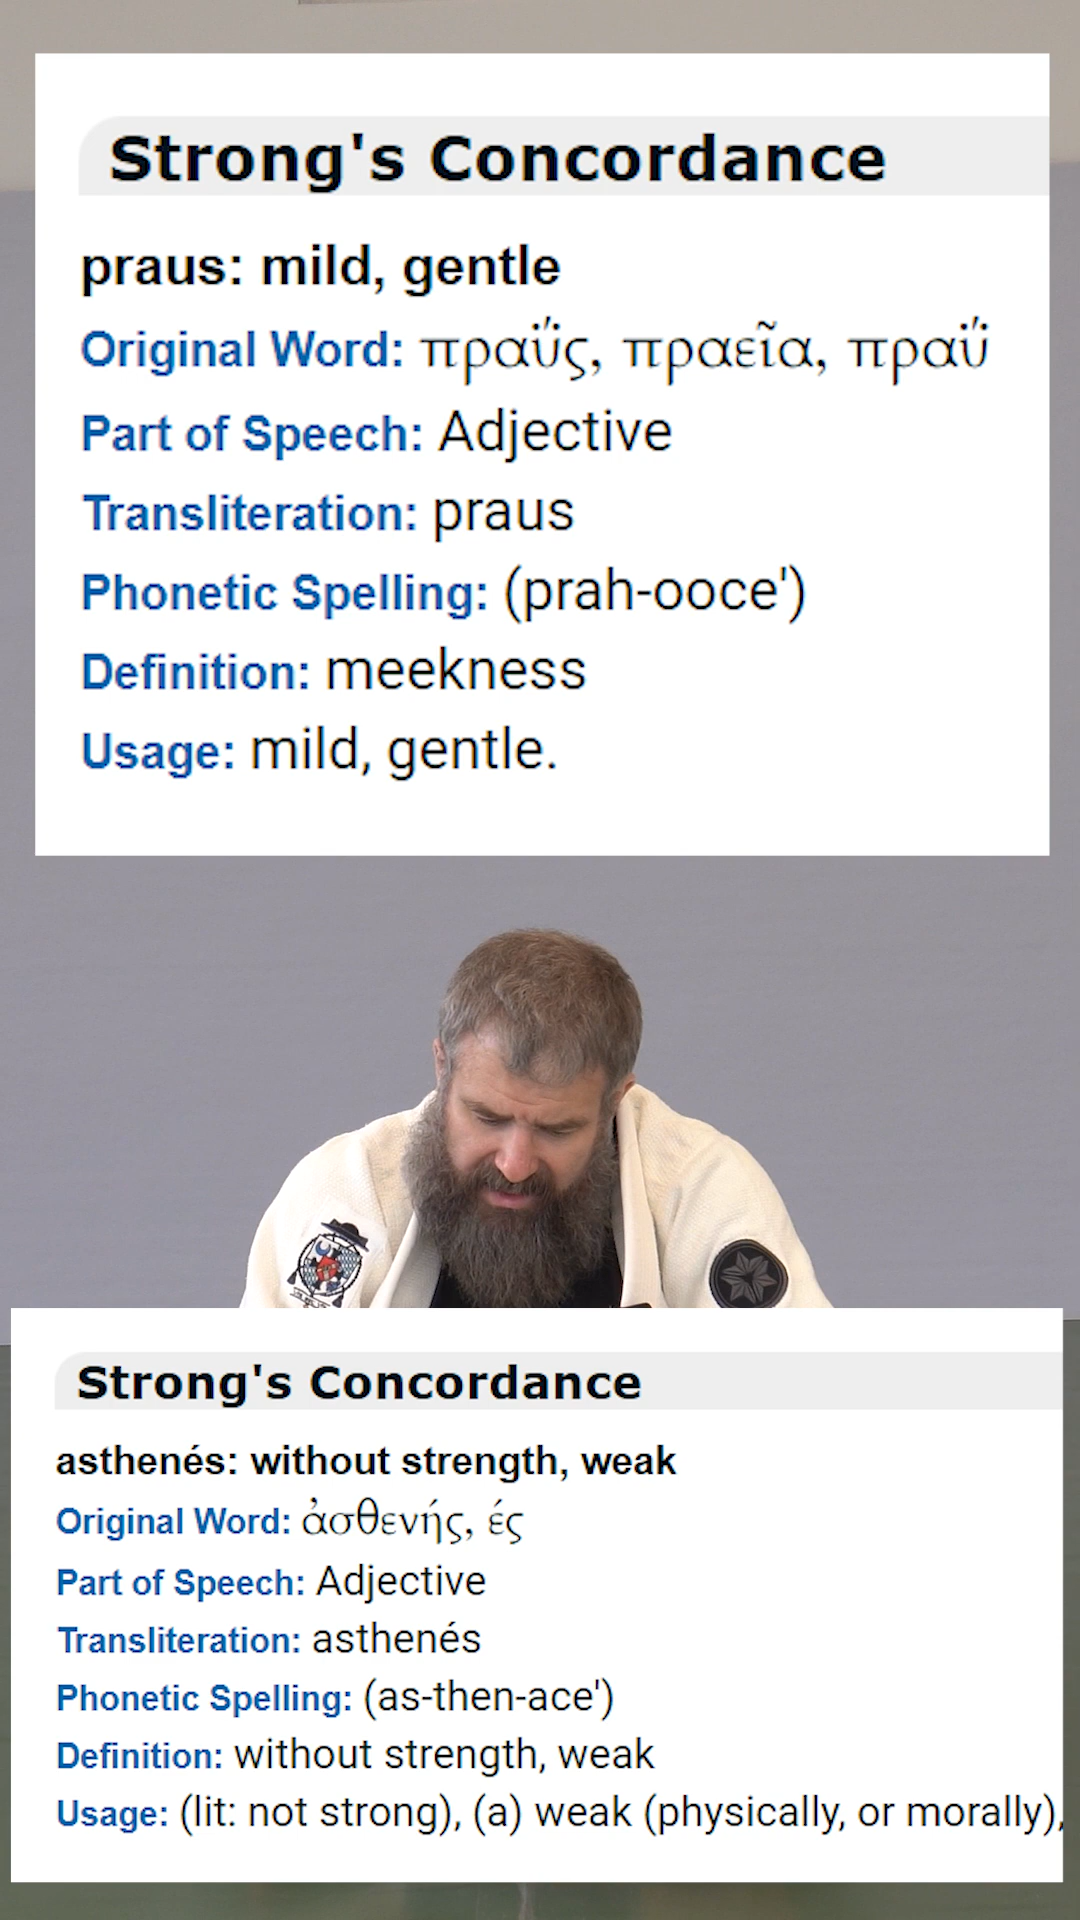 Strong's Concordance
praus: mild, gentle
Original Word: πραΰς, πραεῖα, πραΰ
Part of Speech: Adjective
Transliteration: praus
Phonetic Spelling: (prah-ooce')
Definition: meekness
Usage: mild, gentle.
Strong's Concordance
asthenés: without strength, weak
Original Word: ἀσθενής, ές
Part of Speech: Adjective
Transliteration: asthenés
Phonetic Spelling: (as-then-ace')
Definition: without strength, weak
Usage: (lit: not strong), (a) weak (physically, or morally),